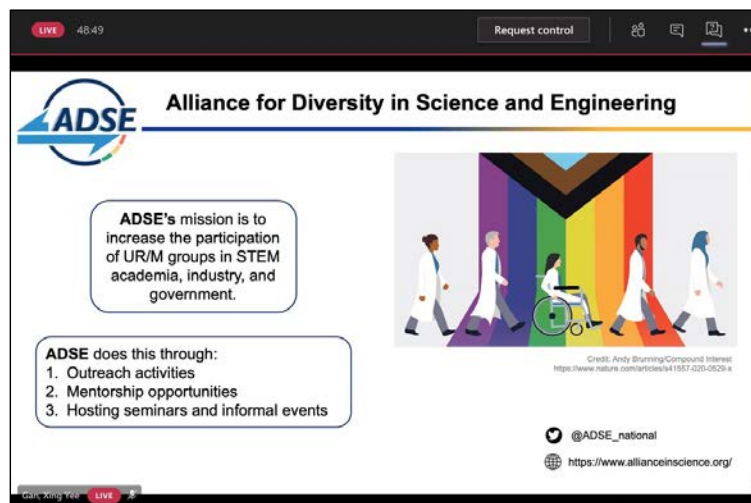 LIVE 48:49 Request control
ADSE
Alliance for Diversity in Science and Engineering
ADSE's mission is to
increase the participation
of UR/M groups in STEM
academia, industry, and
government.
ADSE does this through:
1. Outreach activities
2. Mentorship opportunities
3. Hosting seminars and informal events
Credit: Andy Brunning/Compound Interest
https://www.nature.com/articles/s41557-020-0529-x
@ADSE_national
https://www.allianceinscience.org/
Gan, Xing Yee LIVE